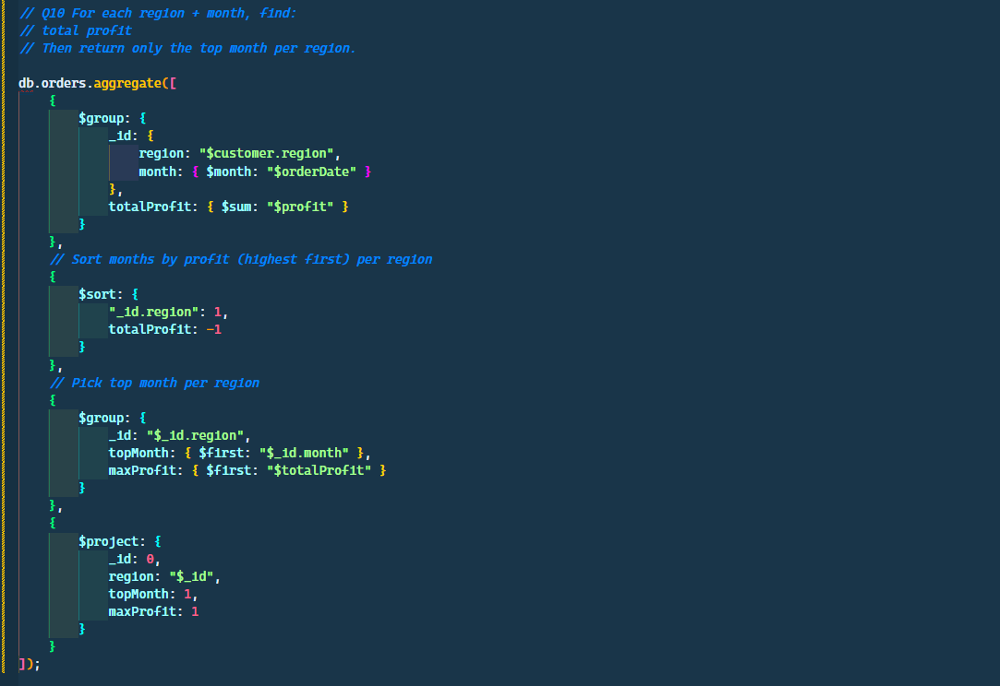 // Q10 For each region + month, find:
// total profit
// Then return only the top month per region.
db.orders.aggregate([
{
$group: {
_id: {
region: "$customer.region",
month: { $month: "$orderDate" }
},
totalProfit: { $sum: "$profit" }
}
},
// Sort months by profit (highest first) per region
{
$sort: {
"_id.region": 1,
totalProfit: -1
}
},
// Pick top month per region
{
$group: {
_id: "$_id.region",
topMonth: { $first: "$_id.month" },
maxProfit: { $first: "$totalProfit" }
}
},
{
$project: {
_id: 0,
region: "$_id",
topMonth: 1,
maxProfit: 1
}
}
]);